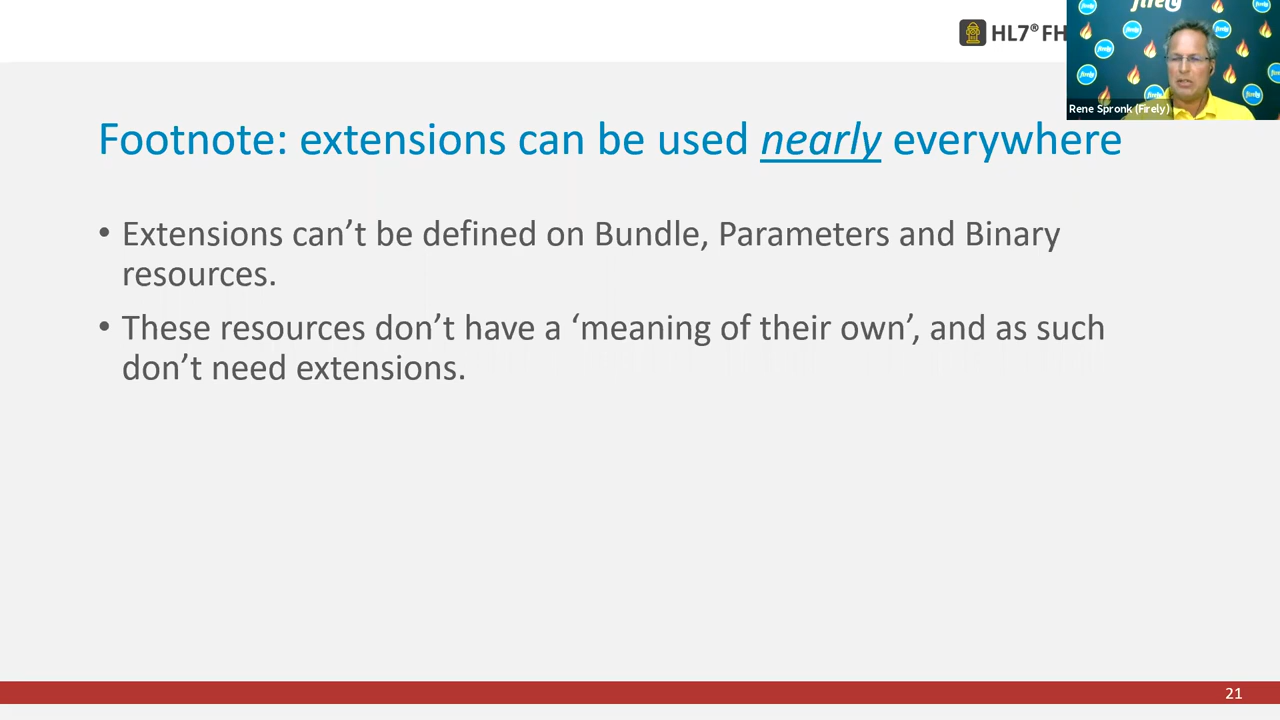 HL7® FH
firely
Rene Spronk (Firely)
Footnote: extensions can be used nearly everywhere
• Extensions can’t be defined on Bundle, Parameters and Binary
resources.
• These resources don’t have a ‘meaning of their own’, and as such
don’t need extensions.
21